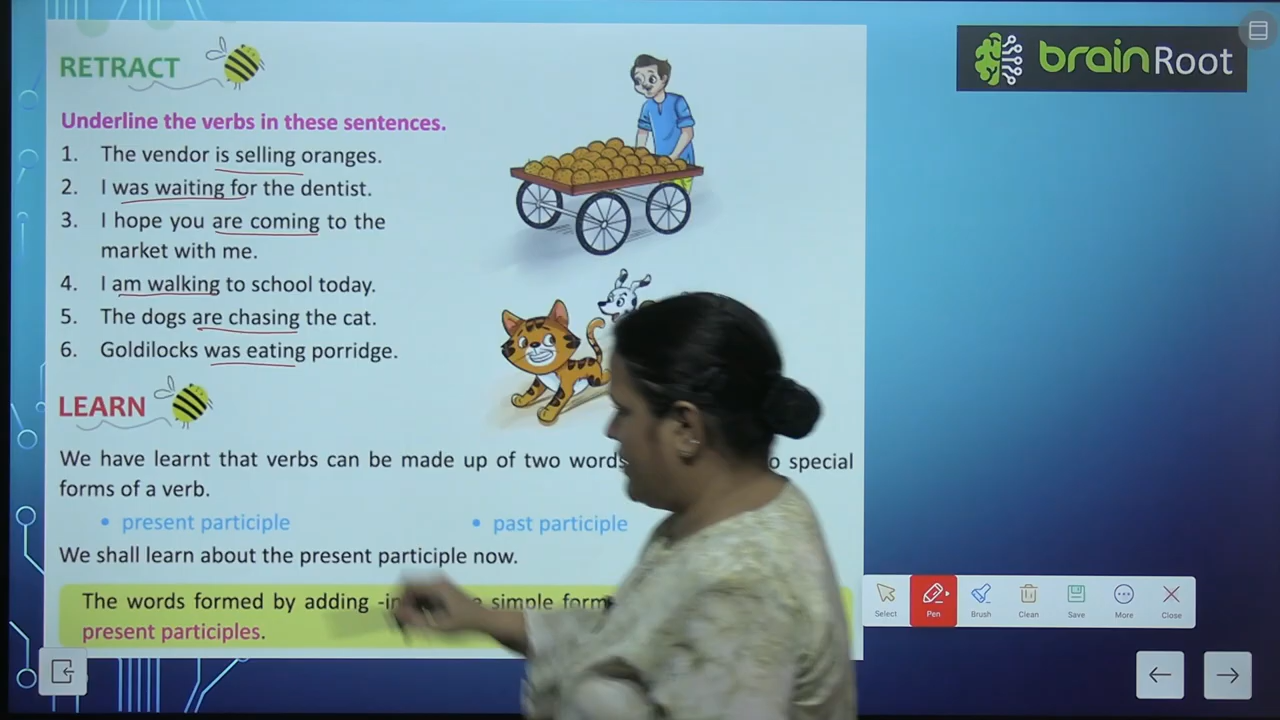 RETRACT
Underline the verbs in these sentences.
1. The vendor is selling oranges.
2. I was waiting for the dentist.
3. I hope you are coming to the
market with me.
4. I am walking to school today.
5. The dogs are chasing the cat.
6. Goldilocks was eating porridge.
LEARN
We have learnt that verbs can be made up of two words special
forms of a verb.
• present participle • past participle
We shall learn about the present participle now.
The words formed by adding simple form
present participles.
brainRoot
Select Pen Brush Clean Save More Close